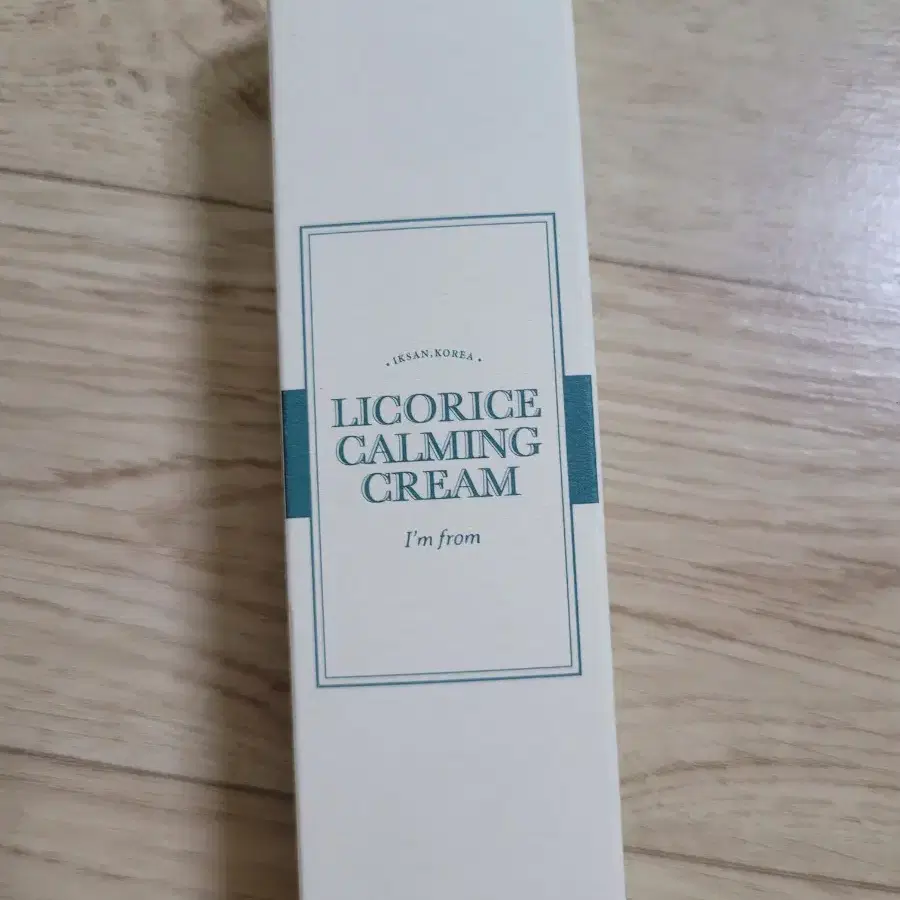 · IKSAN, KOREA ·
LICORICE
CALMING
CREAM
I'm from